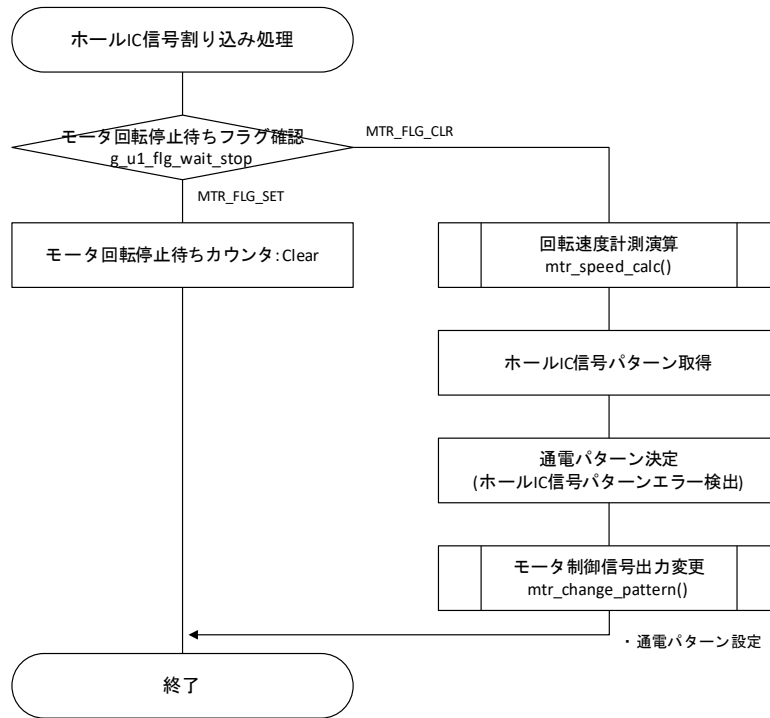 ホールIC信号割り込み処理
モータ回転停止待ちフラグ確認
g_u1_flg_wait_stop
MTR_FLG_CLR
MTR_FLG_SET
モータ回転停止待ちカウンタ:Clear
回転速度計測演算
mtr_speed_calc()
ホールIC信号パターン取得
通電パターン決定
(ホールIC信号パターンエラー検出)
モータ制御信号出力変更
mtr_change_pattern()
・通電パターン設定
終了